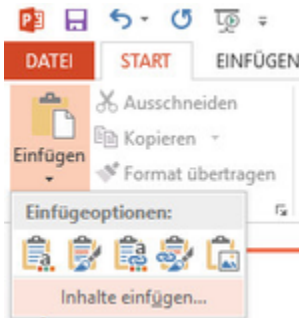 DATEI START EINFÜGEN
Ausschneiden
Kopieren
Einfügen
Format übertragen
Einfügeoptionen:
Inhalte einfügen...